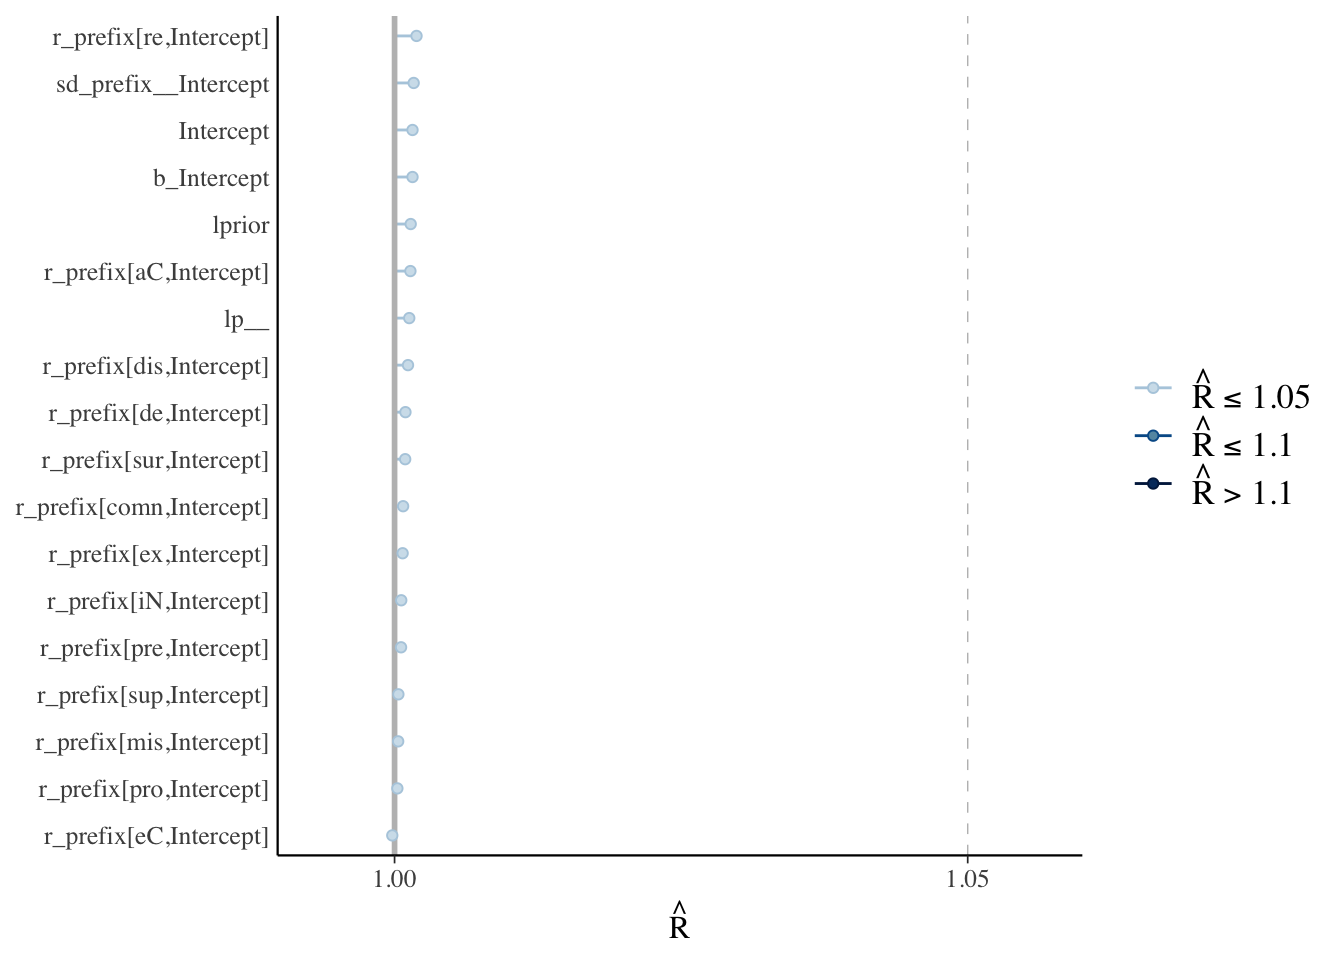 r_prefix[re,Intercept]
sd_prefix__Intercept
Intercept
b_Intercept
lprior
r_prefix[aC,Intercept]
lp__
r_prefix[dis,Intercept]
r_prefix[de,Intercept]
r_prefix[sur,Intercept]
r_prefix[comn,Intercept]
r_prefix[ex,Intercept]
r_prefix[iN,Intercept]
r_prefix[pre,Intercept]
r_prefix[sup,Intercept]
r_prefix[mis,Intercept]
r_prefix[pro,Intercept]
r_prefix[eC,Intercept]
1.00 1.05
R̂
R̂ ≤ 1.05
R̂ ≤ 1.1
R̂ > 1.1